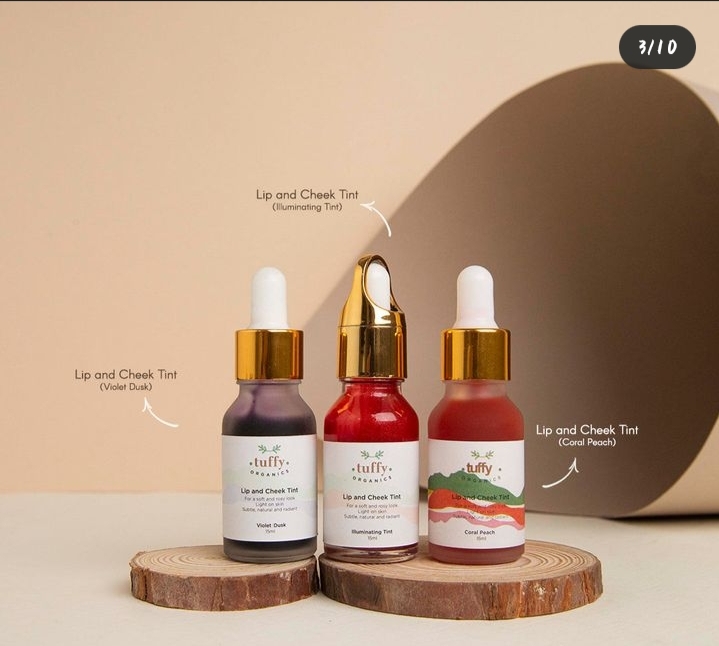 3/10
Lip and Cheek Tint
(Illuminating Tint)
Lip and Cheek Tint
(Violet Dusk)
Lip and Cheek Tint
(Coral Peach)
tuffy
ORGANICS
Lip and Cheek Tint
For a soft and rosy look
Light on skin
Subtle, natural and radiant
Violet Dusk
15ml
tuffy
ORGANICS
Lip and Cheek Tint
For a soft and rosy look
Light on skin
Subtle, natural and radiant
Illuminating Tint
15ml
tuffy
ORGANICS
Lip and Cheek Tint
Coral Peach
15ml